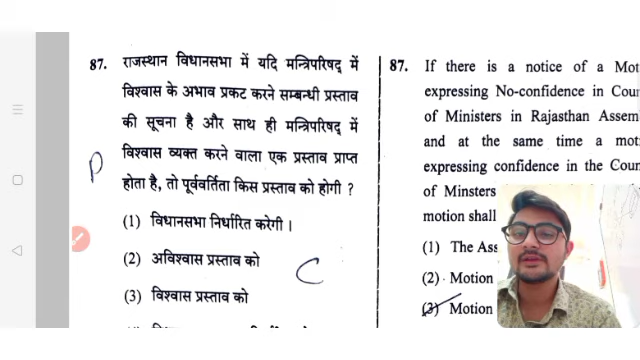 87. राजस्थान विधानसभा में यदि मन्त्रिपरिषद् में
विश्वास के अभाव प्रकट करने सम्बन्धी प्रस्ताव
की सूचना है और साथ ही मन्त्रिपरिषद् में
विश्वास व्यक्त करने वाला एक प्रस्ताव प्राप्त
होता है, तो पूर्ववर्तिता किस प्रस्ताव को होगी ?
(1) विधानसभा निर्धारित करेगी।
(2) अविश्वास प्रस्ताव को
(3) विश्वास प्रस्ताव को
87. If there is a notice of a Mot
expressing No-confidence in Coun
of Ministers in Rajasthan Assem
and at the same time a mot
expressing confidence in the Coun
of Minsters
motion shall
(1) The Ass
(2) Motion
(3) Motion
P
C